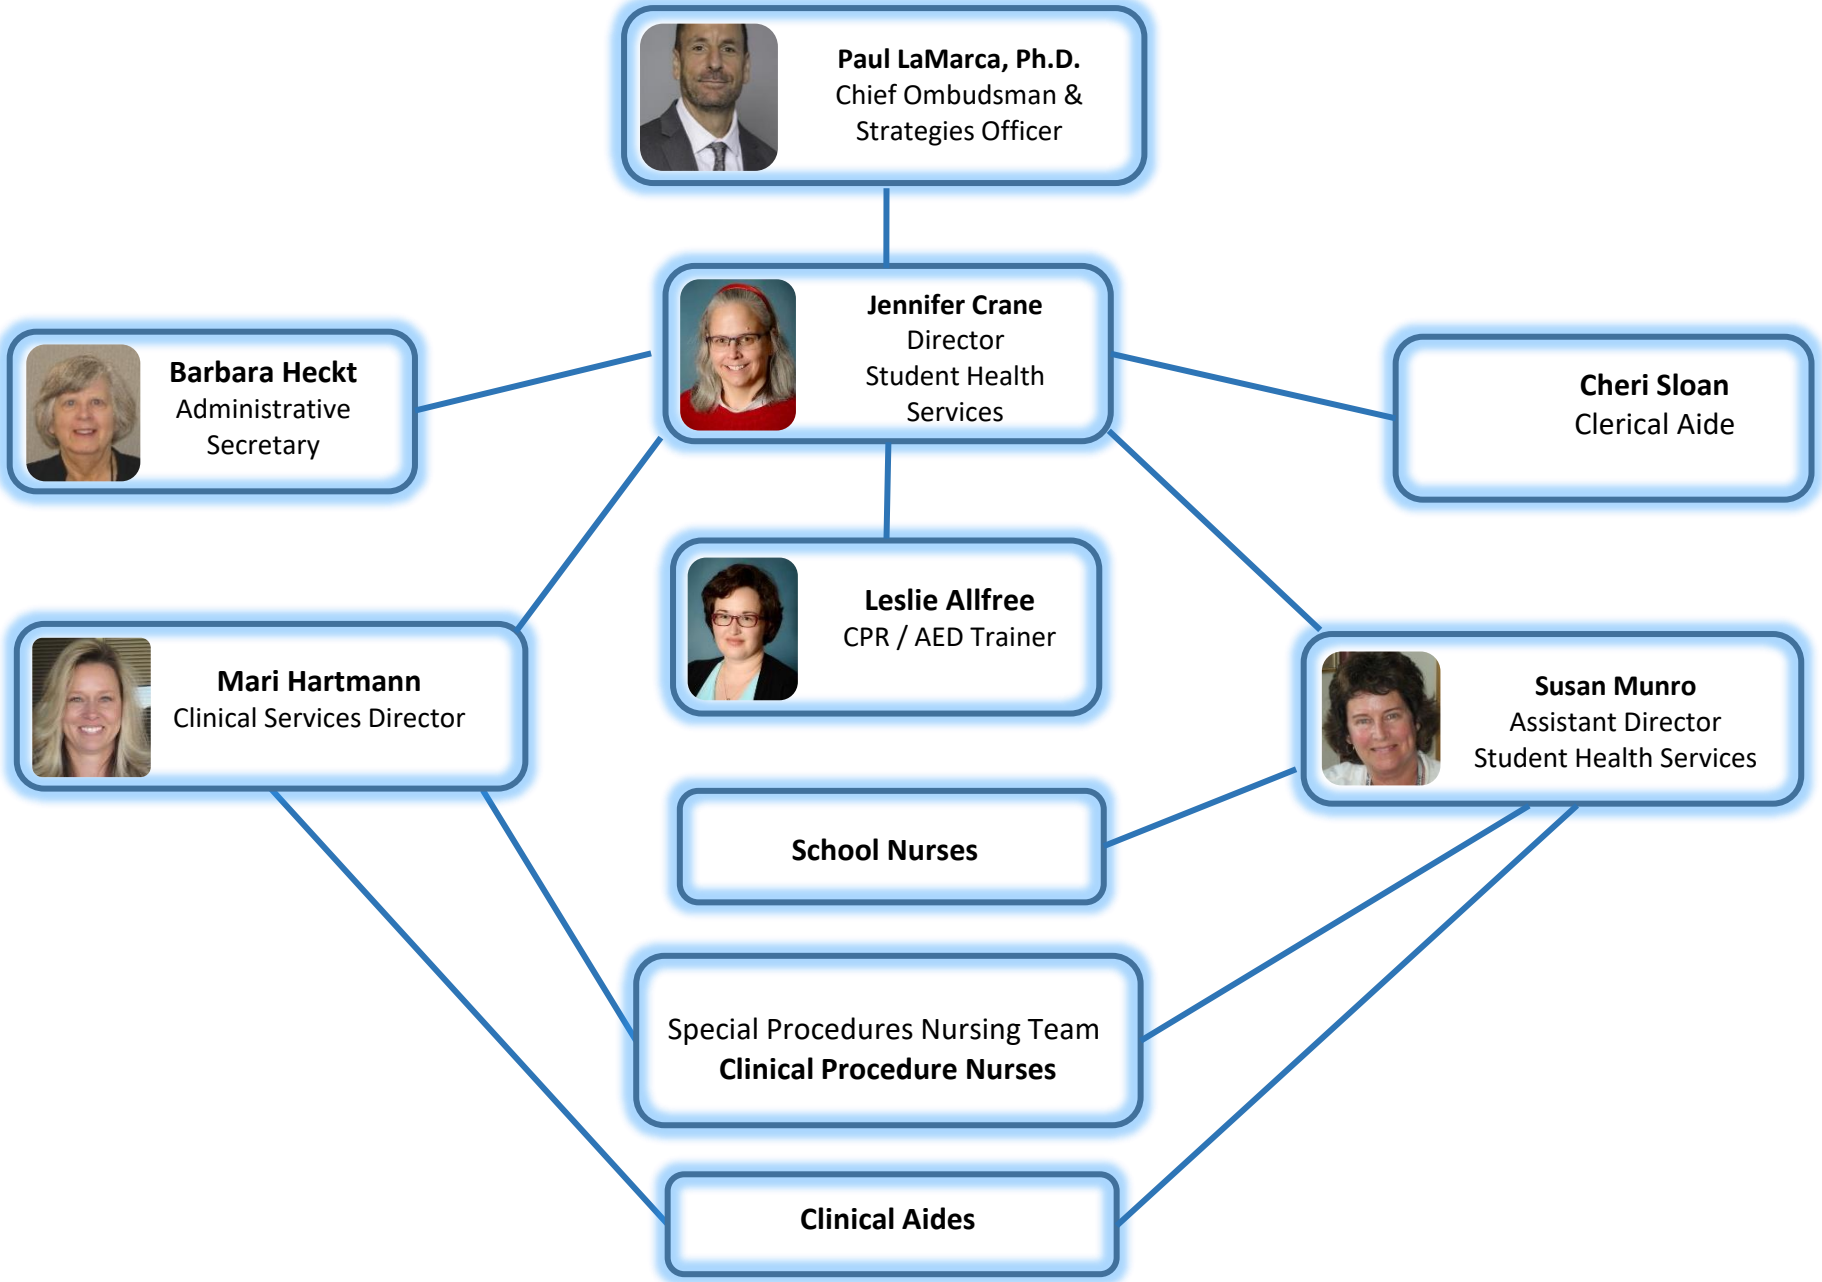 Paul LaMarca, Ph.D.
Chief Ombudsman &
Strategies Officer
Jennifer Crane
Director
Student Health
Services
Barbara Heckt
Administrative
Secretary
Cheri Sloan
Clerical Aide
Leslie Allfree
CPR / AED Trainer
Mari Hartmann
Clinical Services Director
Susan Munro
Assistant Director
Student Health Services
School Nurses
Special Procedures Nursing Team
Clinical Procedure Nurses
Clinical Aides